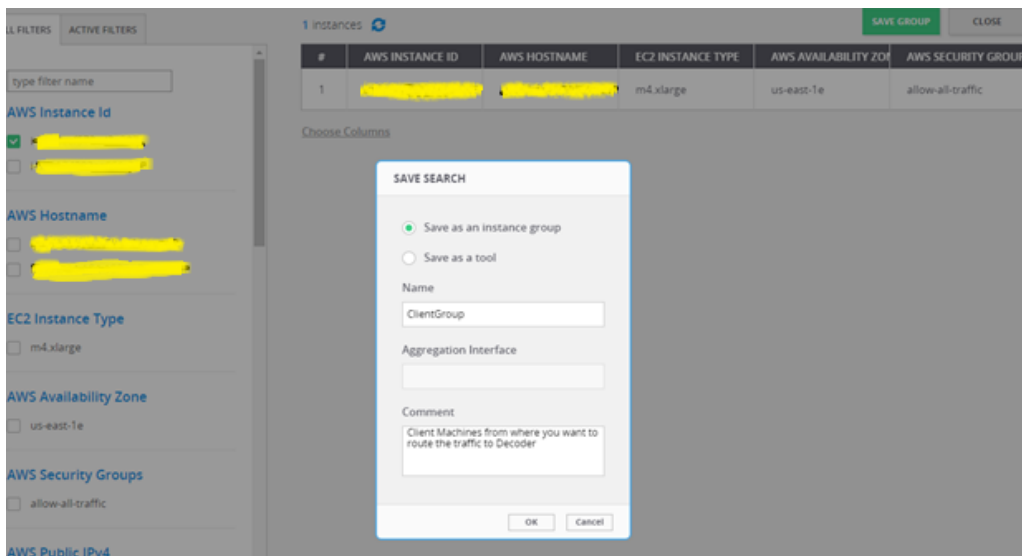 LL FILTERS
ACTIVE FILTERS
type filter name
AWS Instance Id
AWS Hostname
EC2 Instance Type
m4.xlarge
AWS Availability Zone
us-east-1e
AWS Security Groups
allow-all-traffic
AWS Public IPv4
1 instances
SAVE GROUP
CLOSE
# AWS INSTANCE ID AWS HOSTNAME EC2 INSTANCE TYPE AWS AVAILABILITY ZON AWS SECURITY GROUP
1 m4.xlarge us-east-1e allow-all-traffic
Choose Columns
SAVE SEARCH
Save as an instance group
Save as a tool
Name
ClientGroup
Aggregation Interface
Comment
Client Machines from where you want to
route the traffic to Decoder
OK
Cancel